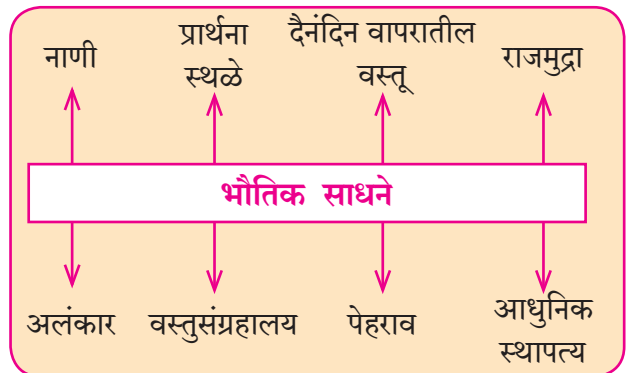 नाणी
प्रार्थना
स्थळे
दैनंदिन वापरातील
वस्तू
राजमुद्रा
भौतिक साधने
अलंकार
वस्तुसंग्रहालय
पेहराव
आधुनिक
स्थापत्य